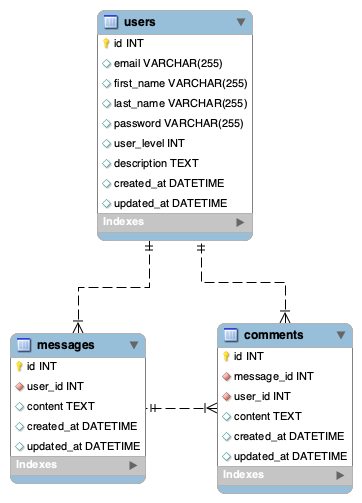 users
id INT
email VARCHAR(255)
first_name VARCHAR(255)
last_name VARCHAR(255)
password VARCHAR(255)
user_level INT
description TEXT
created_at DATETIME
updated_at DATETIME
Indexes
messages
id INT
user_id INT
content TEXT
created_at DATETIME
updated_at DATETIME
Indexes
comments
id INT
message_id INT
user_id INT
content TEXT
created_at DATETIME
updated_at DATETIME
Indexes